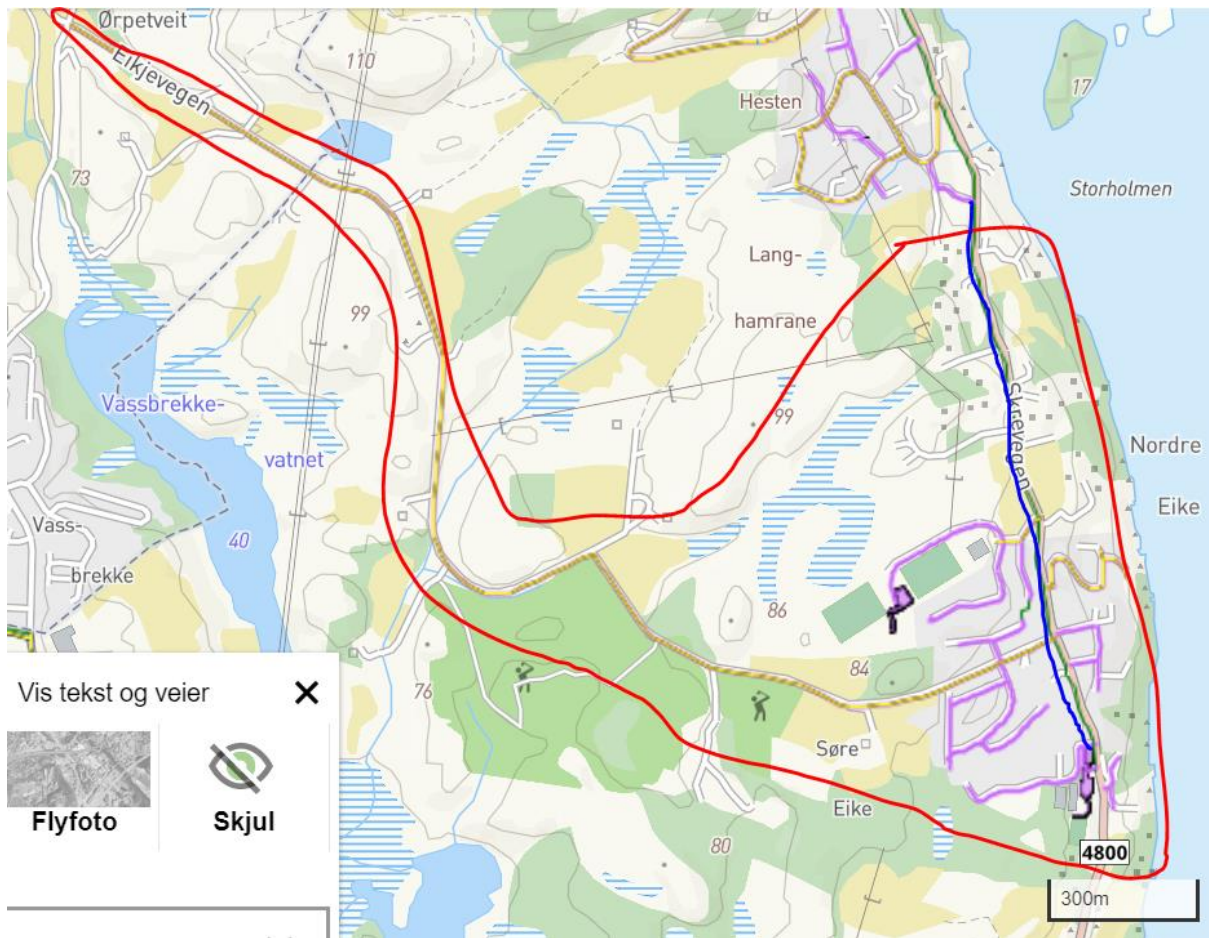 Ørpetveit
Eikjevegen
110
17
Hesten
73
Storholmen
Lang-
99
hamrane
Vassbrekke-
vatnet
99
Skrievegen
Nordre
Eike
Vass-
brekke
40
86
84
76
Søre
Eike
80
Vis tekst og veier
Flyfoto
Skjul
4800
300m